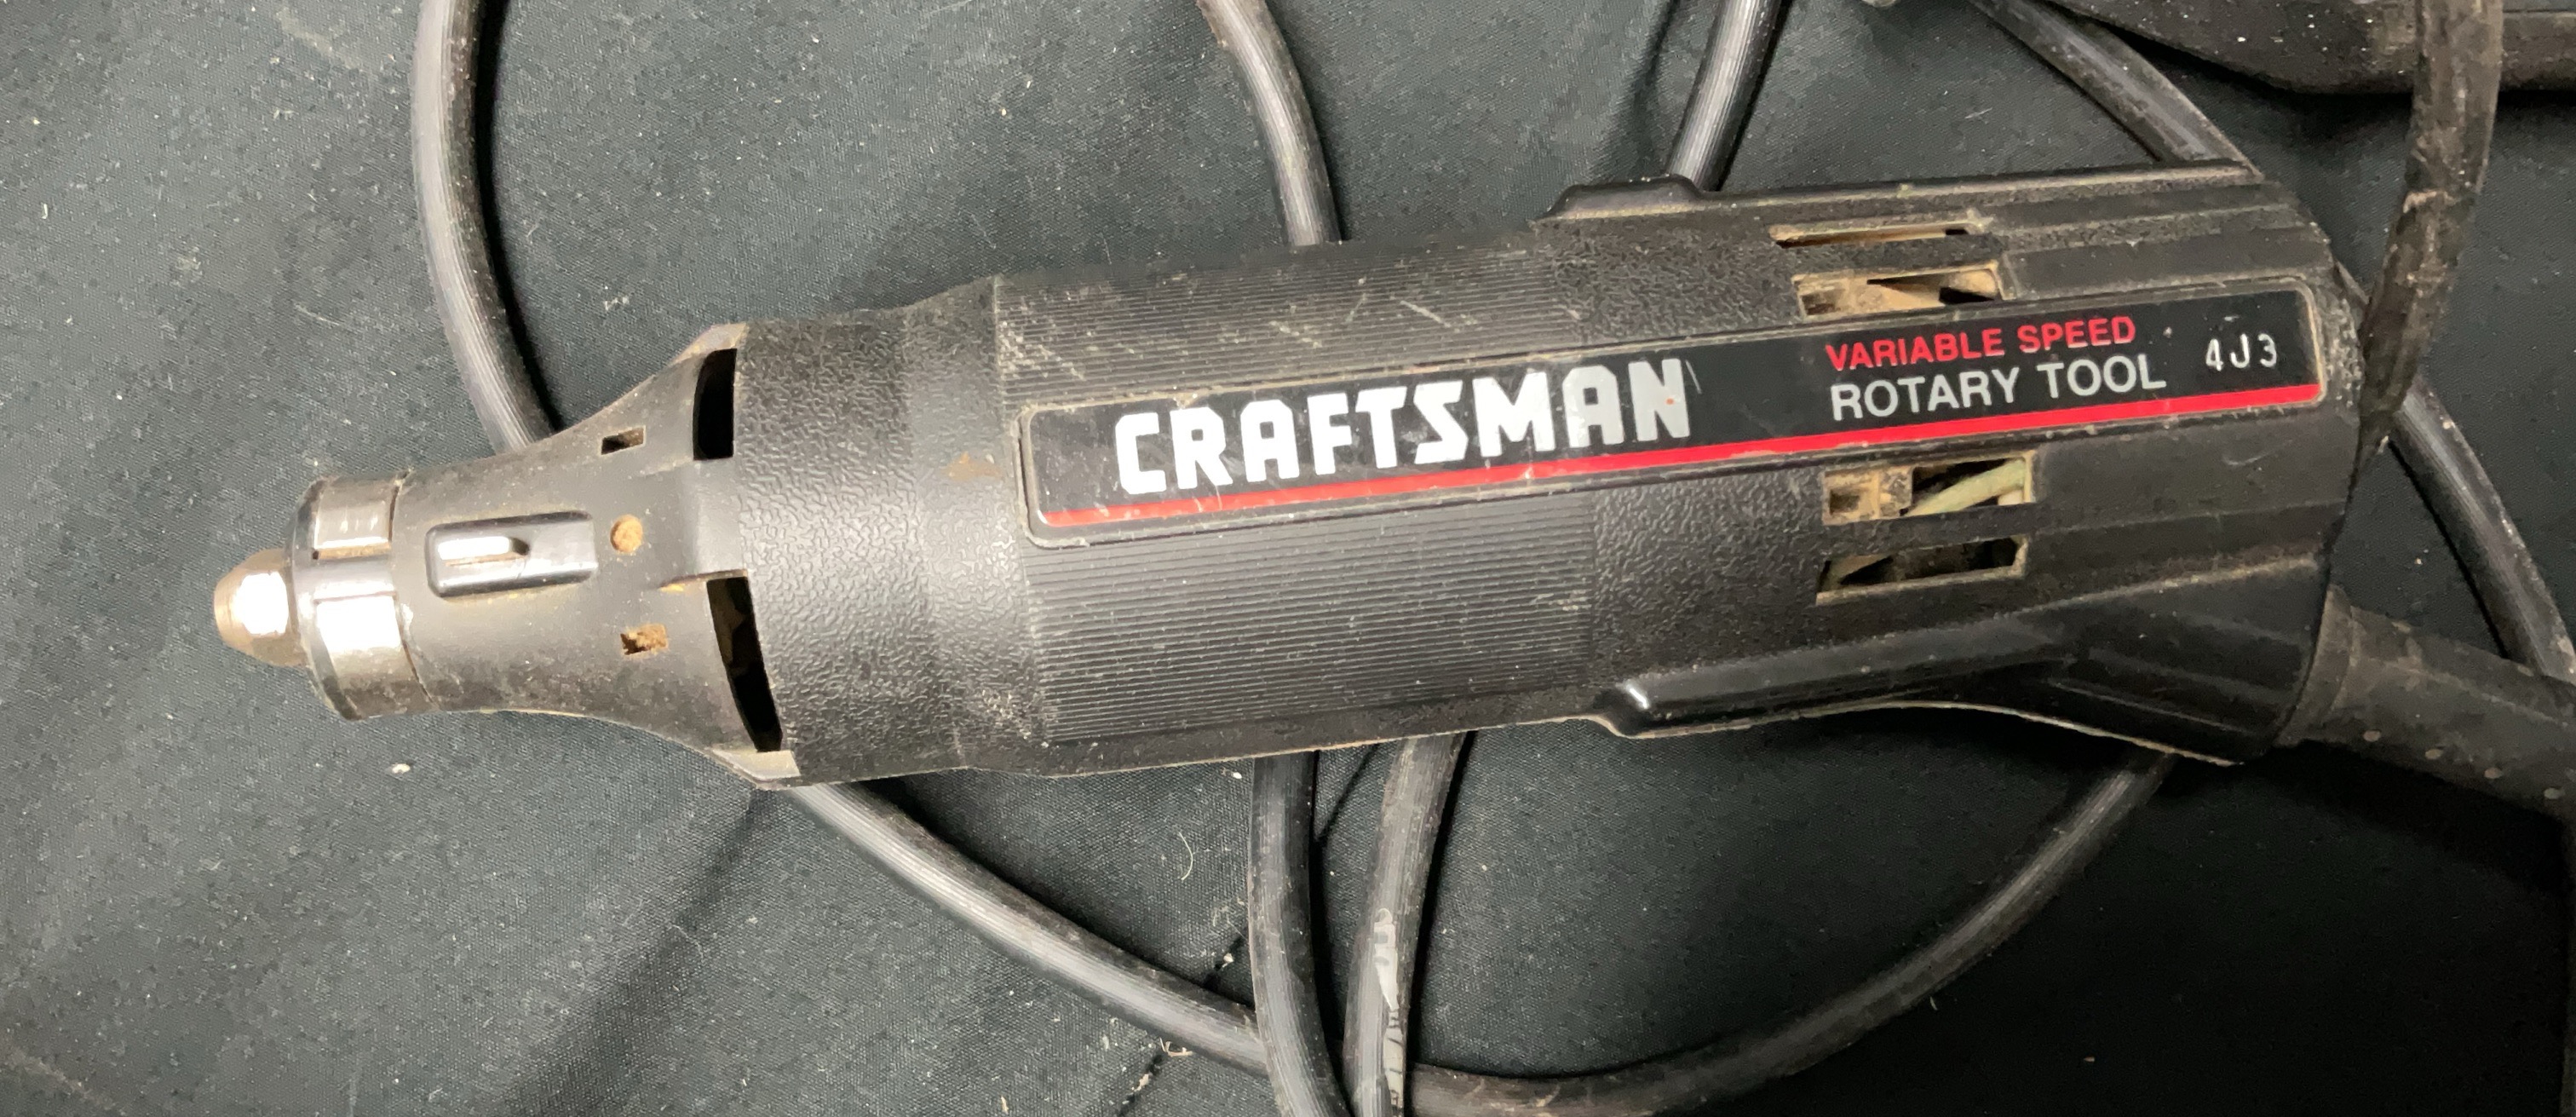 CRAFTSMAN
VARIABLE SPEED
ROTARY TOOL
4J3